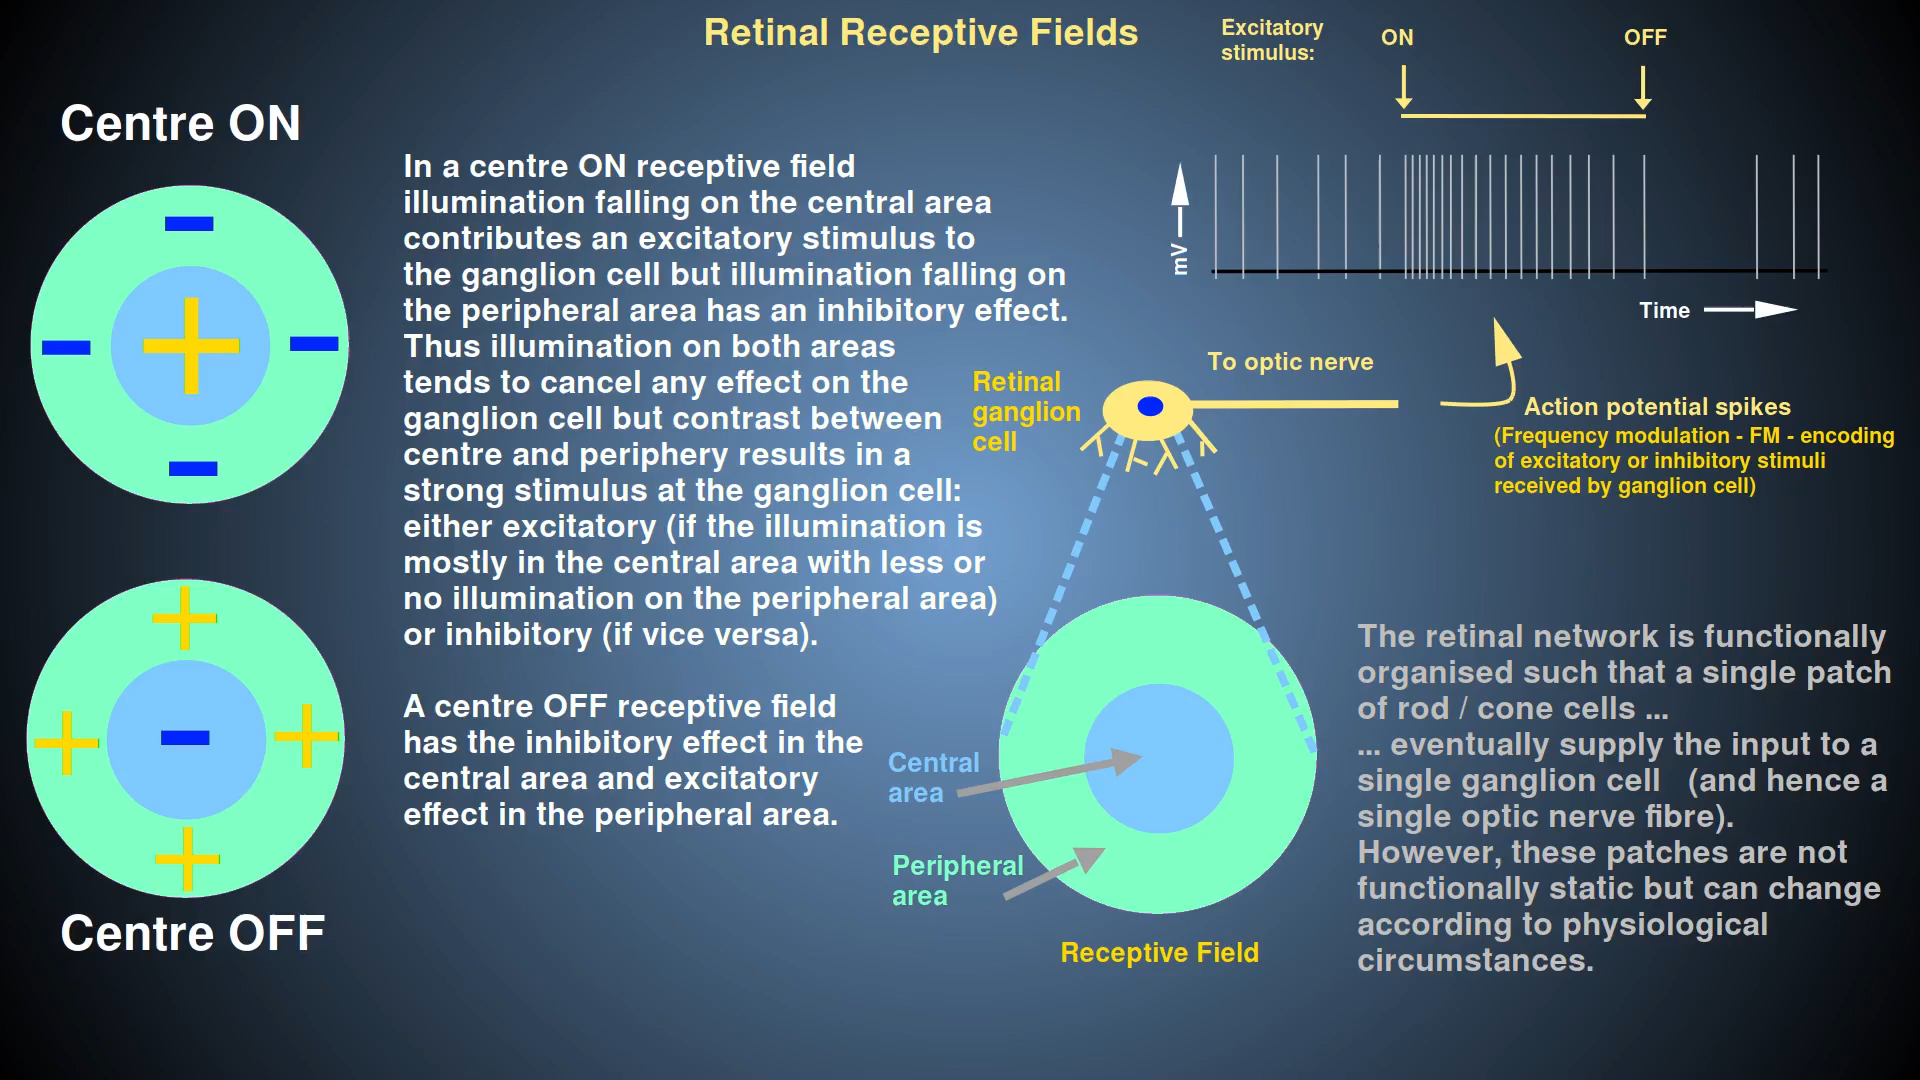 Retinal Receptive Fields
Excitatory
stimulus:
ON
OFF
Centre ON
In a centre ON receptive field
illumination falling on the central area
contributes an excitatory stimulus to
the ganglion cell but illumination falling on
the peripheral area has an inhibitory effect.
Thus illumination on both areas
tends to cancel any effect on the
ganglion cell but contrast between
centre and periphery results in a
strong stimulus at the ganglion cell:
either excitatory (if the illumination is
mostly in the central area with less or
no illumination on the peripheral area)
or inhibitory (if vice versa).
A centre OFF receptive field
has the inhibitory effect in the
central area and excitatory
effect in the peripheral area.
Centre OFF
mV
Time
To optic nerve
Retinal
ganglion
cell
Action potential spikes
(Frequency modulation - FM - encoding
of excitatory or inhibitory stimuli
received by ganglion cell)
Central
area
Peripheral
area
Receptive Field
The retinal network is functionally
organised such that a single patch
of rod / cone cells ...
... eventually supply the input to a
single ganglion cell (and hence a
single optic nerve fibre).
However, these patches are not
functionally static but can change
according to physiological
circumstances.